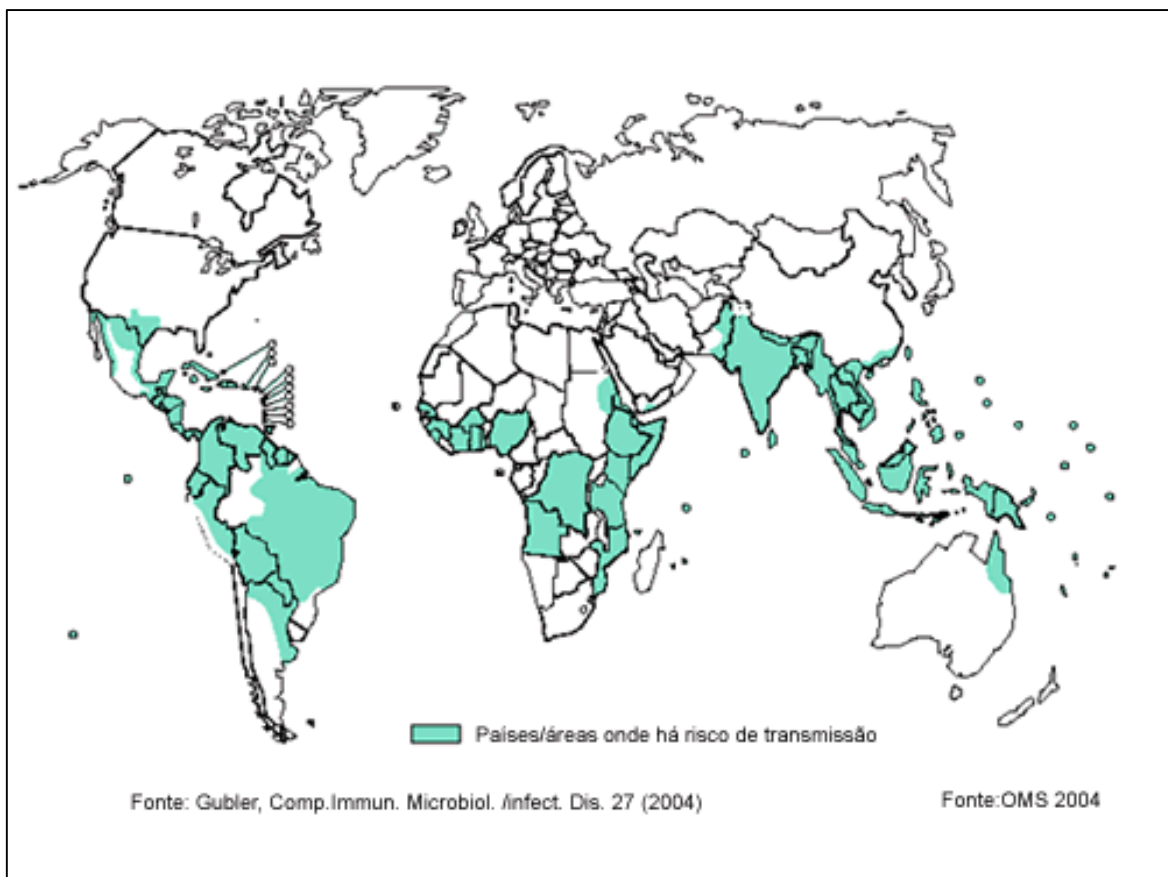 Países/áreas onde há risco de transmissão
Fonte: Gubler, Comp.Immun. Microbiol. /infect. Dis. 27 (2004)
Fonte:OMS 2004